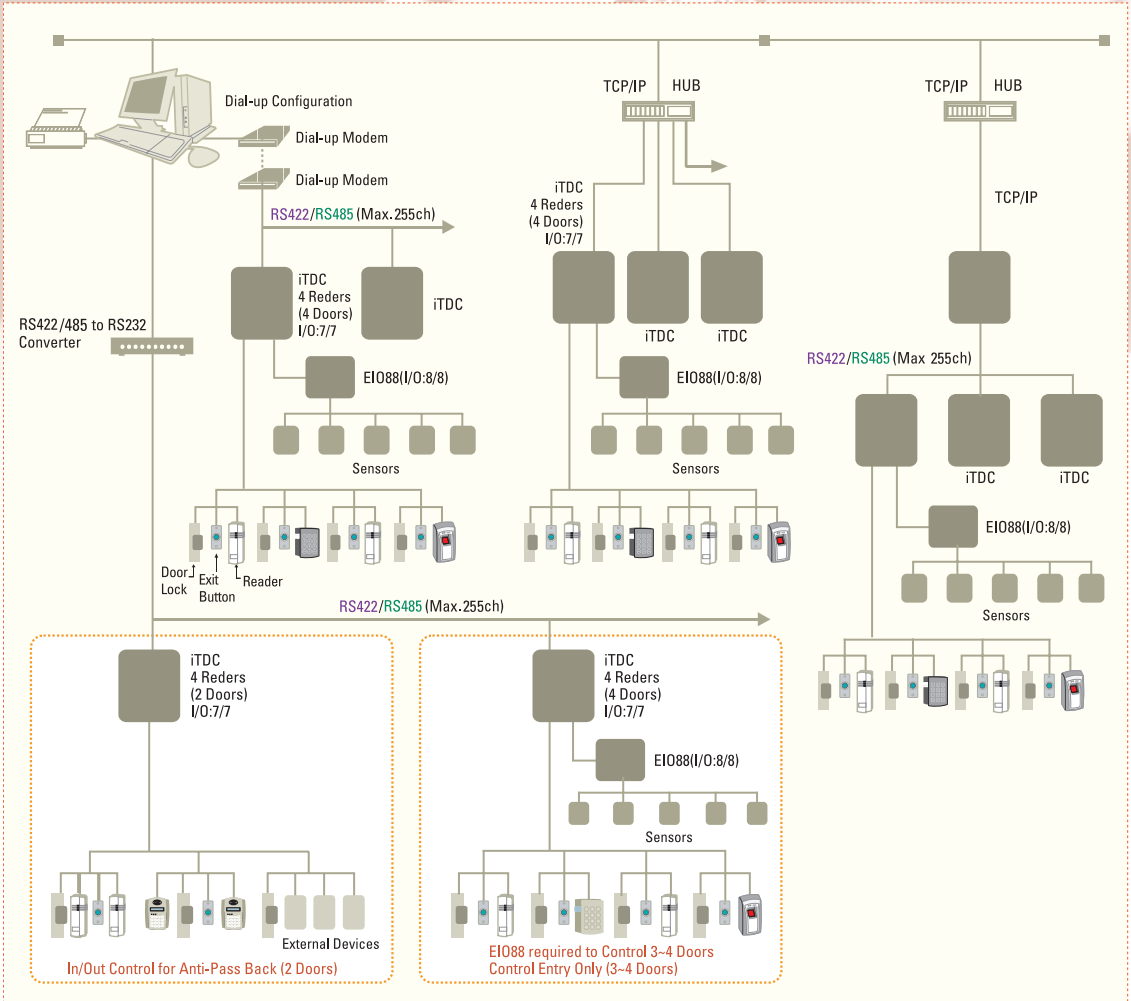 Dial-up Configuration
Dial-up Modem
Dial-up Modem
RS422/RS485 (Max.255ch)
iTDC
4 Reders
(4 Doors)
I/O:7/7
iTDC
RS422/485 to RS232
Converter
EIO88(I/O:8/8)
Sensors
Door
Lock
Exit
Button
Reader
TCP/IP HUB
iTDC
4 Reders
(4 Doors)
I/O:7/7
iTDC
iTDC
EIO88(I/O:8/8)
Sensors
TCP/IP HUB
TCP/IP
RS422/RS485 (Max 255ch)
iTDC
iTDC
EIO88(I/O:8/8)
Sensors
RS422/RS485 (Max.255ch)
iTDC
4 Reders
(2 Doors)
I/O:7/7
External Devices
In/Out Control for Anti-Pass Back (2 Doors)
iTDC
4 Reders
(4 Doors)
I/O:7/7
EIO88(I/O:8/8)
Sensors
EIO88 required to Control 3~4 Doors
Control Entry Only (3~4 Doors)